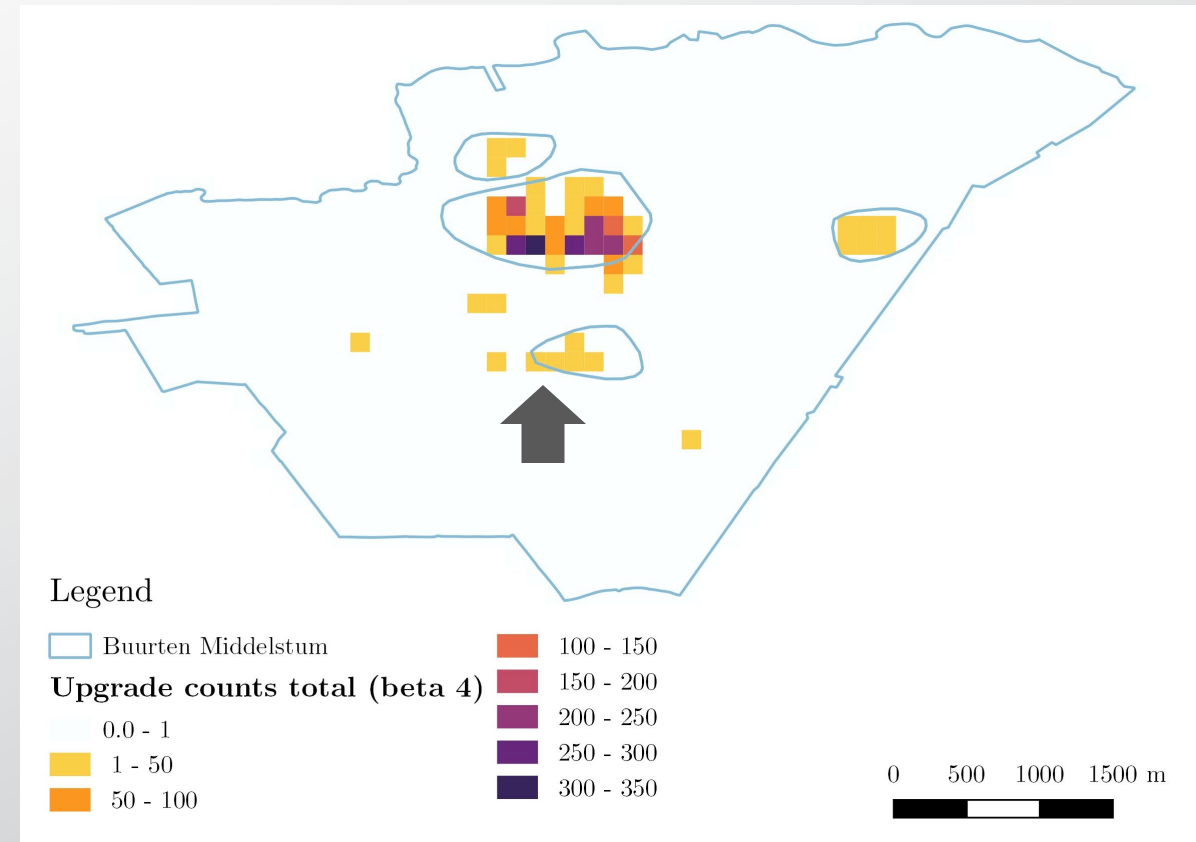 Legend
Buurten Middelstum
Upgrade counts total (beta 4)
0.0 - 1
1 - 50
50 - 100
100 - 150
150 - 200
200 - 250
250 - 300
300 - 350
0 500 1000 1500 m